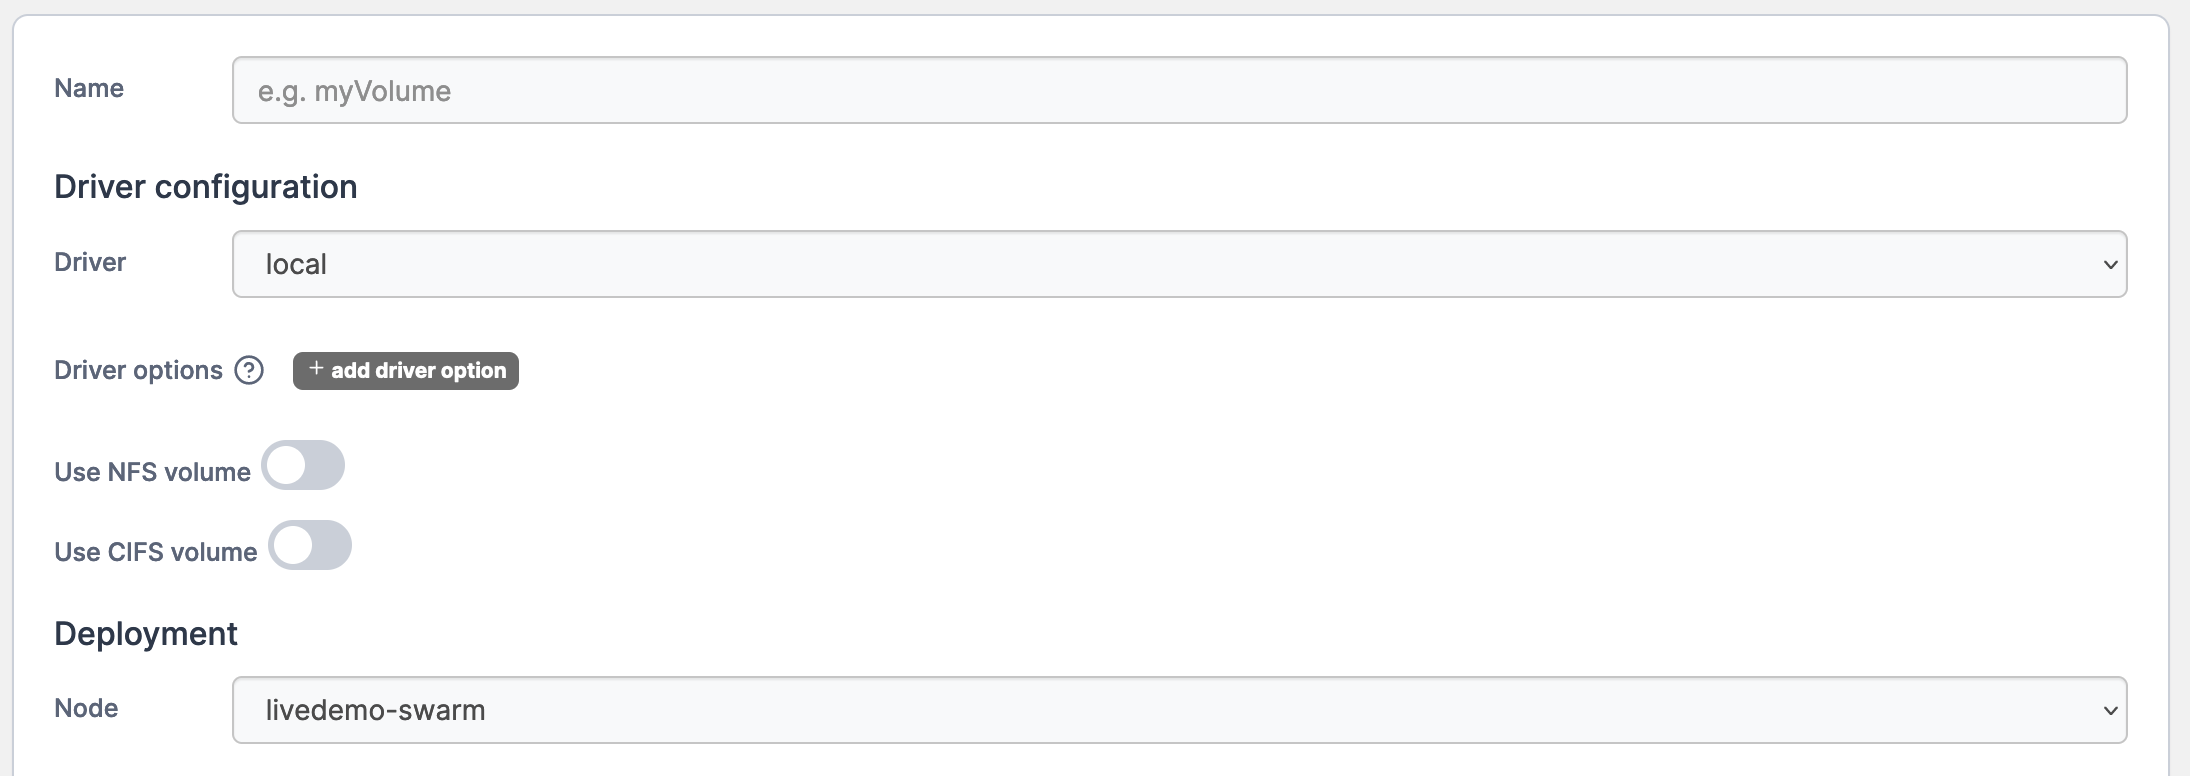 Name
e.g. myVolume
Driver configuration
Driver
local
Driver options ? + add driver option
Use NFS volume
Use CIFS volume
Deployment
Node
livedemo-swarm